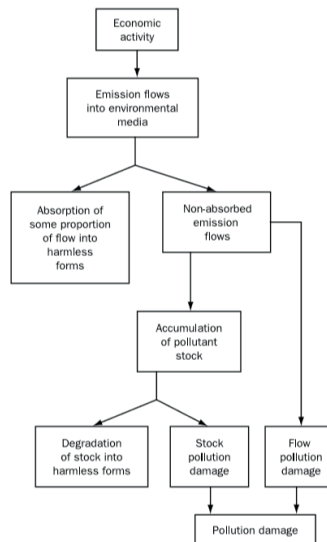 Economic
activity
Emission flows
into environmental
media
Absorption of
some proportion
of flow into
harmless
forms
Non-absorbed
emission
flows
Accumulation
of pollutant
stock
Degradation
of stock into
harmless forms
Stock
pollution
damage
Flow
pollution
damage
Pollution damage